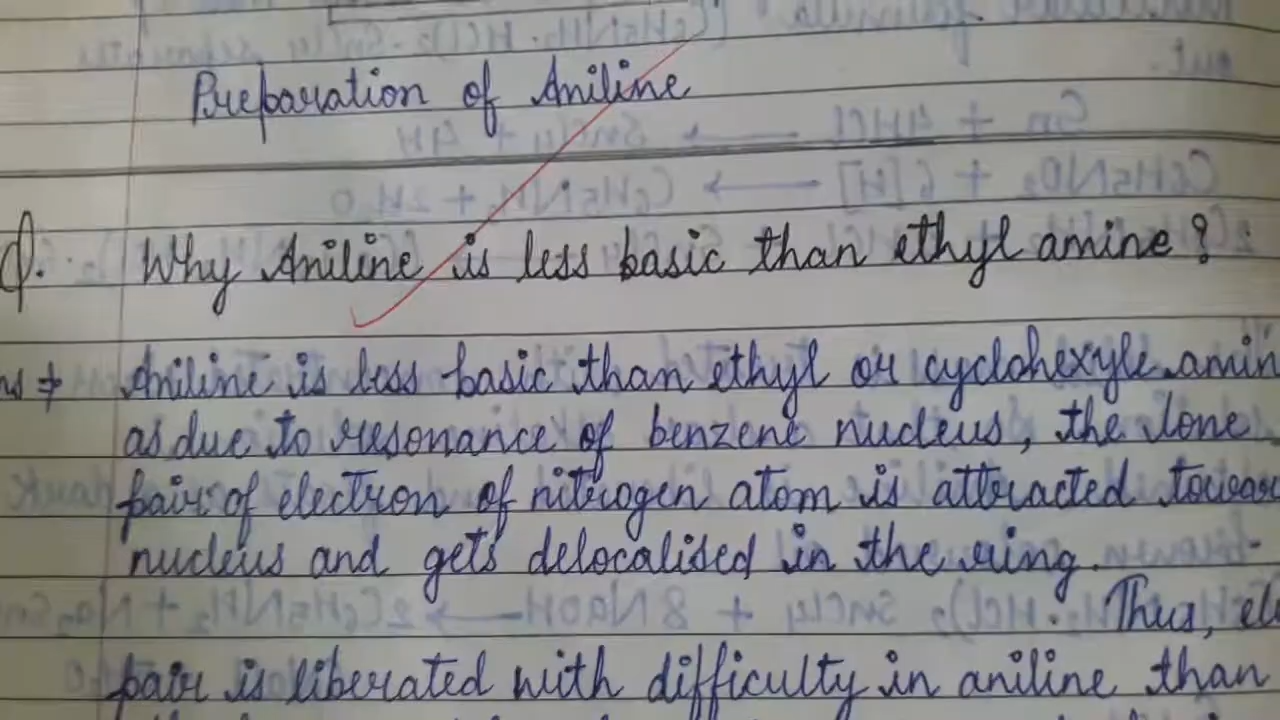 Preparation of Aniline
Q. Why Aniline is less basic than ethyl amine?
Aniline is less basic than ethyl or cyclohexyle amin
as due to resonance of benzene nucleus, the lone
pair of electron of nitrogen atom is attracted
nucleus and gets delocalised in the ring.
Thus,
pair is liberated with difficulty in aniline than